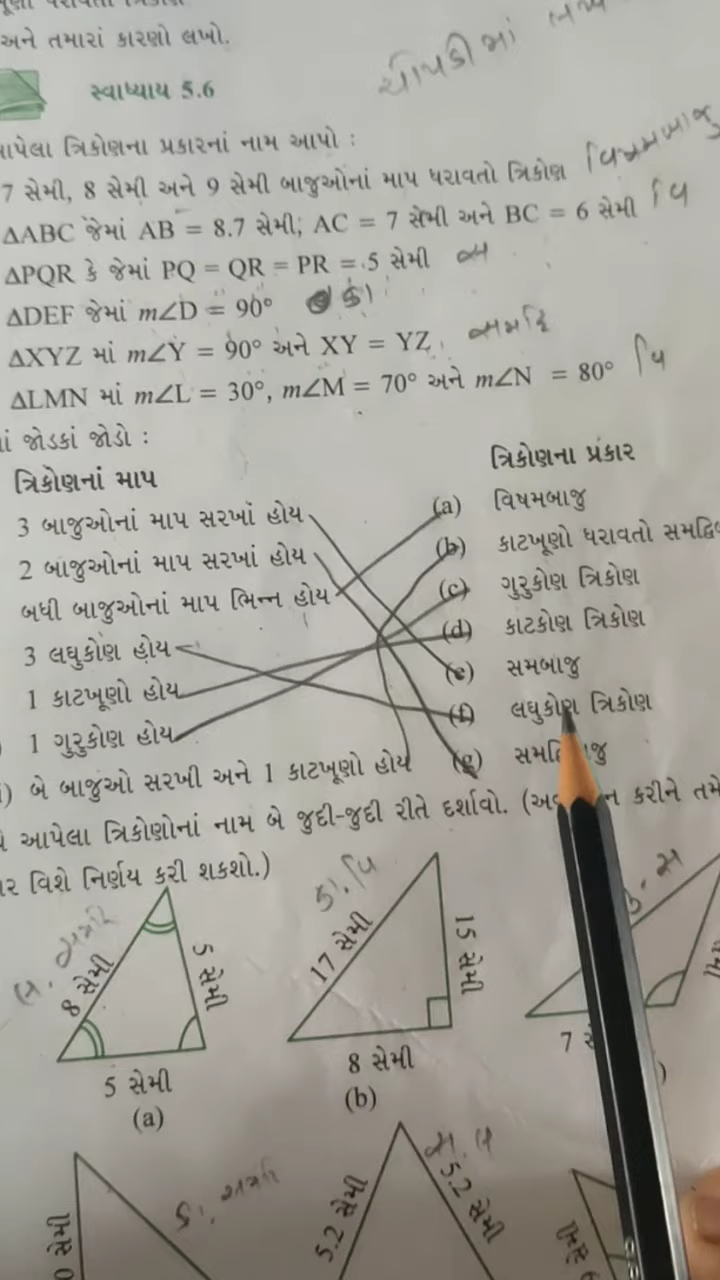 અને તમારાં કારણો લખો.
સ્વાધ્યાય 5.6
આપેલા ત્રિકોણના પ્રકારનાં નામ આપો :
7 સેમી, 8 સેમી અને 9 સેમી બાજુઓનાં માપ ધરાવતો ત્રિકોણ વિષમબાજુ
ΔABC જેમાં AB = 8.7 સેમી, AC = 7 સેમી અને BC = 6 સેમી વિ
ΔPQR કે જેમાં PQ = QR = PR = 5 સેમી સ
ΔDEF જેમાં m∠D = 90° કા
ΔXYZ માં m∠Y = 90° અને XY = YZ સમદ્વિ
ΔLMN માં m∠L = 30°, m∠M = 70° અને m∠N = 80° વિ
જોડકાં જોડો :
ત્રિકોણનાં માપ ત્રિકોણના પ્રકાર
3 બાજુઓનાં માપ સરખાં હોય (a) વિષમબાજુ
2 બાજુઓનાં માપ સરખાં હોય (b) કાટખૂણો ધરાવતો
બધી બાજુઓનાં માપ ભિન્ન હોય (c) ગુરુકોણ ત્રિકોણ
3 લઘુકોણ હોય (d) કાટકોણ ત્રિકોણ
1 કાટખૂણો હોય (e) સમબાજુ
1 ગુરુકોણ હોય (f) લઘુકોણ ત્રિકોણ
બે બાજુઓ સરખી અને 1 કાટખૂણો હોય (g)
આપેલા ત્રિકોણોનાં નામ બે જુદી-જુદી રીતે દર્શાવો. કરીને
વિશે નિર્ણય કરી શકશો.)
8 સેમી 5 સેમી કા. વિ 17 સેમી 15 સેમી
5 સેમી 8 સેમી 7
(a) (b)
5.2 સેમી 5.2 સેમી